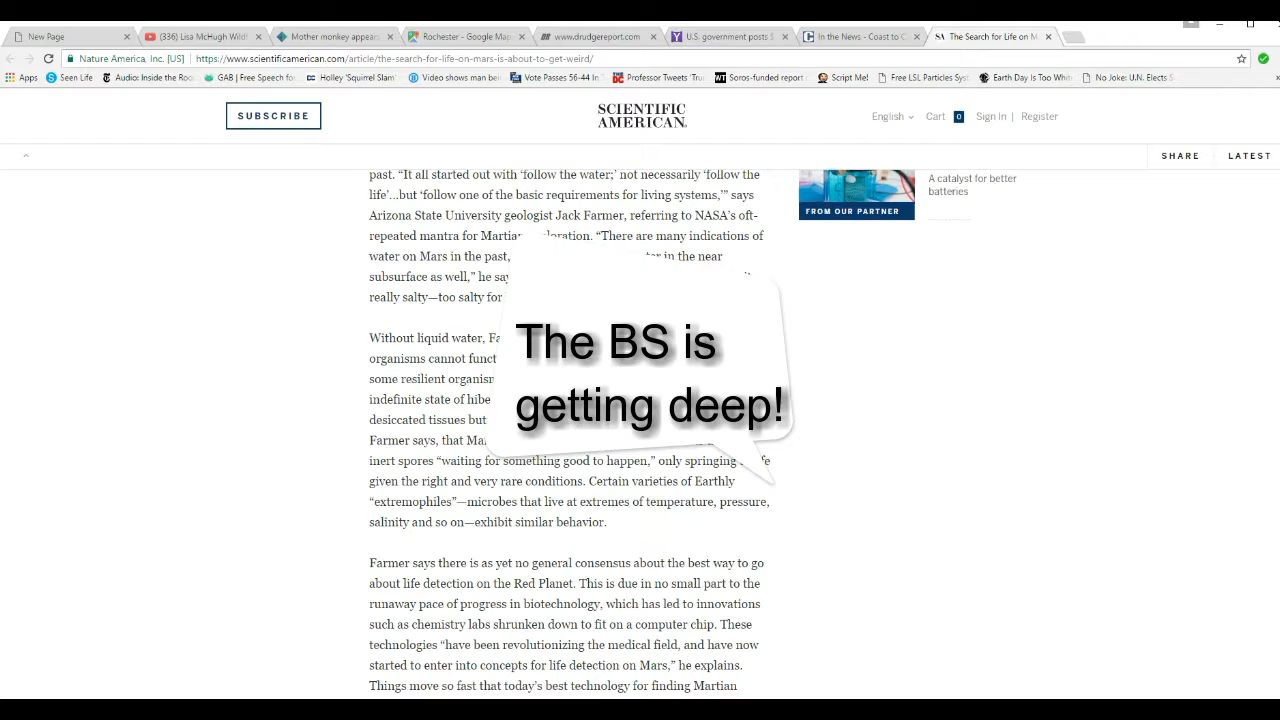 New Page
(336) Lisa McHugh Wildf
Mother monkey appears
Rochester - Google Map
www.drudgereport.com
U.S. government posts $
In the News - Coast to C
The Search for Life on M
Nature America, Inc. [US] https://www.scientificamerican.com/article/the-search-for-life-on-mars-is-about-to-get-weird/
Apps
Seen Life
Audio: Inside the Roo
GAB | Free Speech fo
Holley 'Squirrel Slam'
Video shows man bei
Vote Passes 56-44 In
Professor Tweets 'Tru
Soros-funded report
Script Me!
Free LSL Particles Syst
Earth Day Is Too Whit
No Joke: U.N. Elects S
SUBSCRIBE
SCIENTIFIC
AMERICAN
English
Cart 0
Sign In | Register
SHARE
LATEST
past. “It all started out with ‘follow the water;’ not necessarily ‘follow the
life’...but ‘follow one of the basic requirements for living systems,’” says
Arizona State University geologist Jack Farmer, referring to NASA’s oft-
repeated mantra for Martian “There are many indications of
water on Mars in the past, in the near
subsurface as well,” he
really salty—too salty for
Without liquid water,
organisms cannot
some resilient
indefinite state of
desiccated tissues but
Farmer says, that
inert spores “waiting for something good to happen,” only springing
given the right and very rare conditions. Certain varieties of Earthly
“extremophiles”—microbes that live at extremes of temperature, pressure,
salinity and so on—exhibit similar behavior.
Farmer says there is as yet no general consensus about the best way to go
about life detection on the Red Planet. This is due in no small part to the
runaway pace of progress in biotechnology, which has led to innovations
such as chemistry labs shrunken down to fit on a computer chip. These
technologies “have been revolutionizing the medical field, and have now
started to enter into concepts for life detection on Mars,” he explains.
Things move so fast that today’s best technology for finding Martian
The BS is
getting deep!
FROM OUR PARTNER
A catalyst for better
batteries